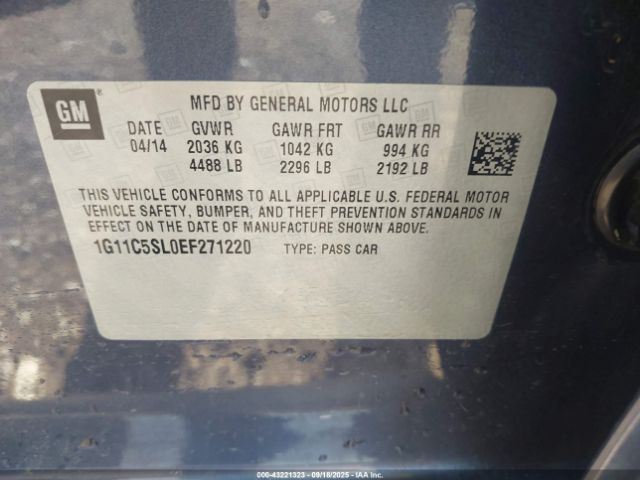 GM ®
MFD BY GENERAL MOTORS LLC
DATE GVWR GAWR FRT GAWR RR
04/14 2036 KG 1042 KG 994 KG
4488 LB 2296 LB 2192 LB
THIS VEHICLE CONFORMS TO ALL APPLICABLE U.S. FEDERAL MOTOR
VEHICLE SAFETY, BUMPER, AND THEFT PREVENTION STANDARDS IN
EFFECT ON THE DATE OF MANUFACTURE SHOWN ABOVE.
1G11C5SL0EF271220 TYPE: PASS CAR
000-43221323 - 09/18/2025 - IAAI.COM